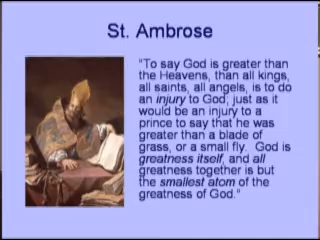 St. Ambrose
"To say God is greater than
the Heavens, than all kings,
all saints, all angels, is to do
an injury to God, just as it
would be an injury to a
prince to say that he was
greater than a blade of
grass, or a small fly.  God is
greatness itself, and all
greatness together is but
the smallest atom of the
greatness of God."